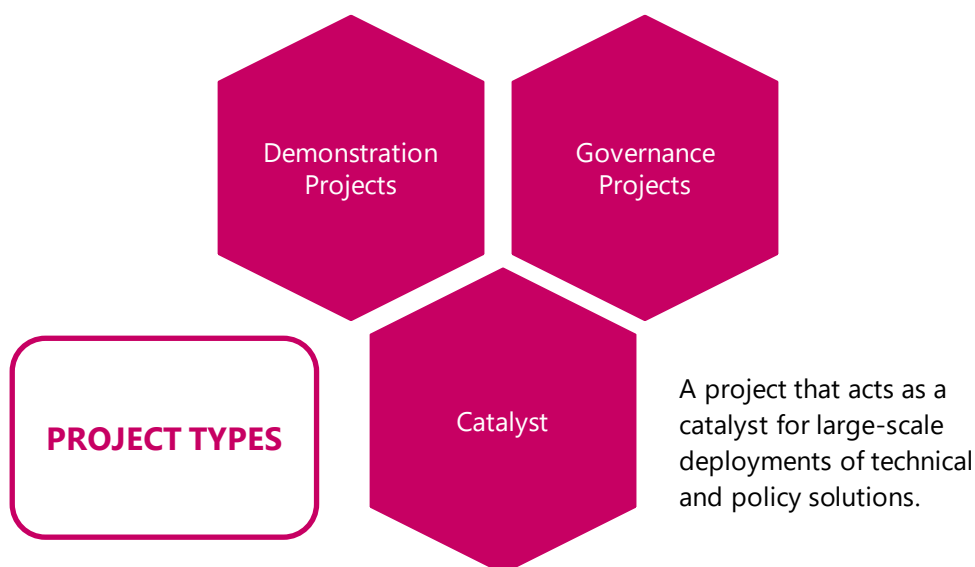 Demonstration
Projects
Governance
Projects
PROJECT TYPES
Catalyst
A project that acts as a
catalyst for large-scale
deployments of technical
and policy solutions.